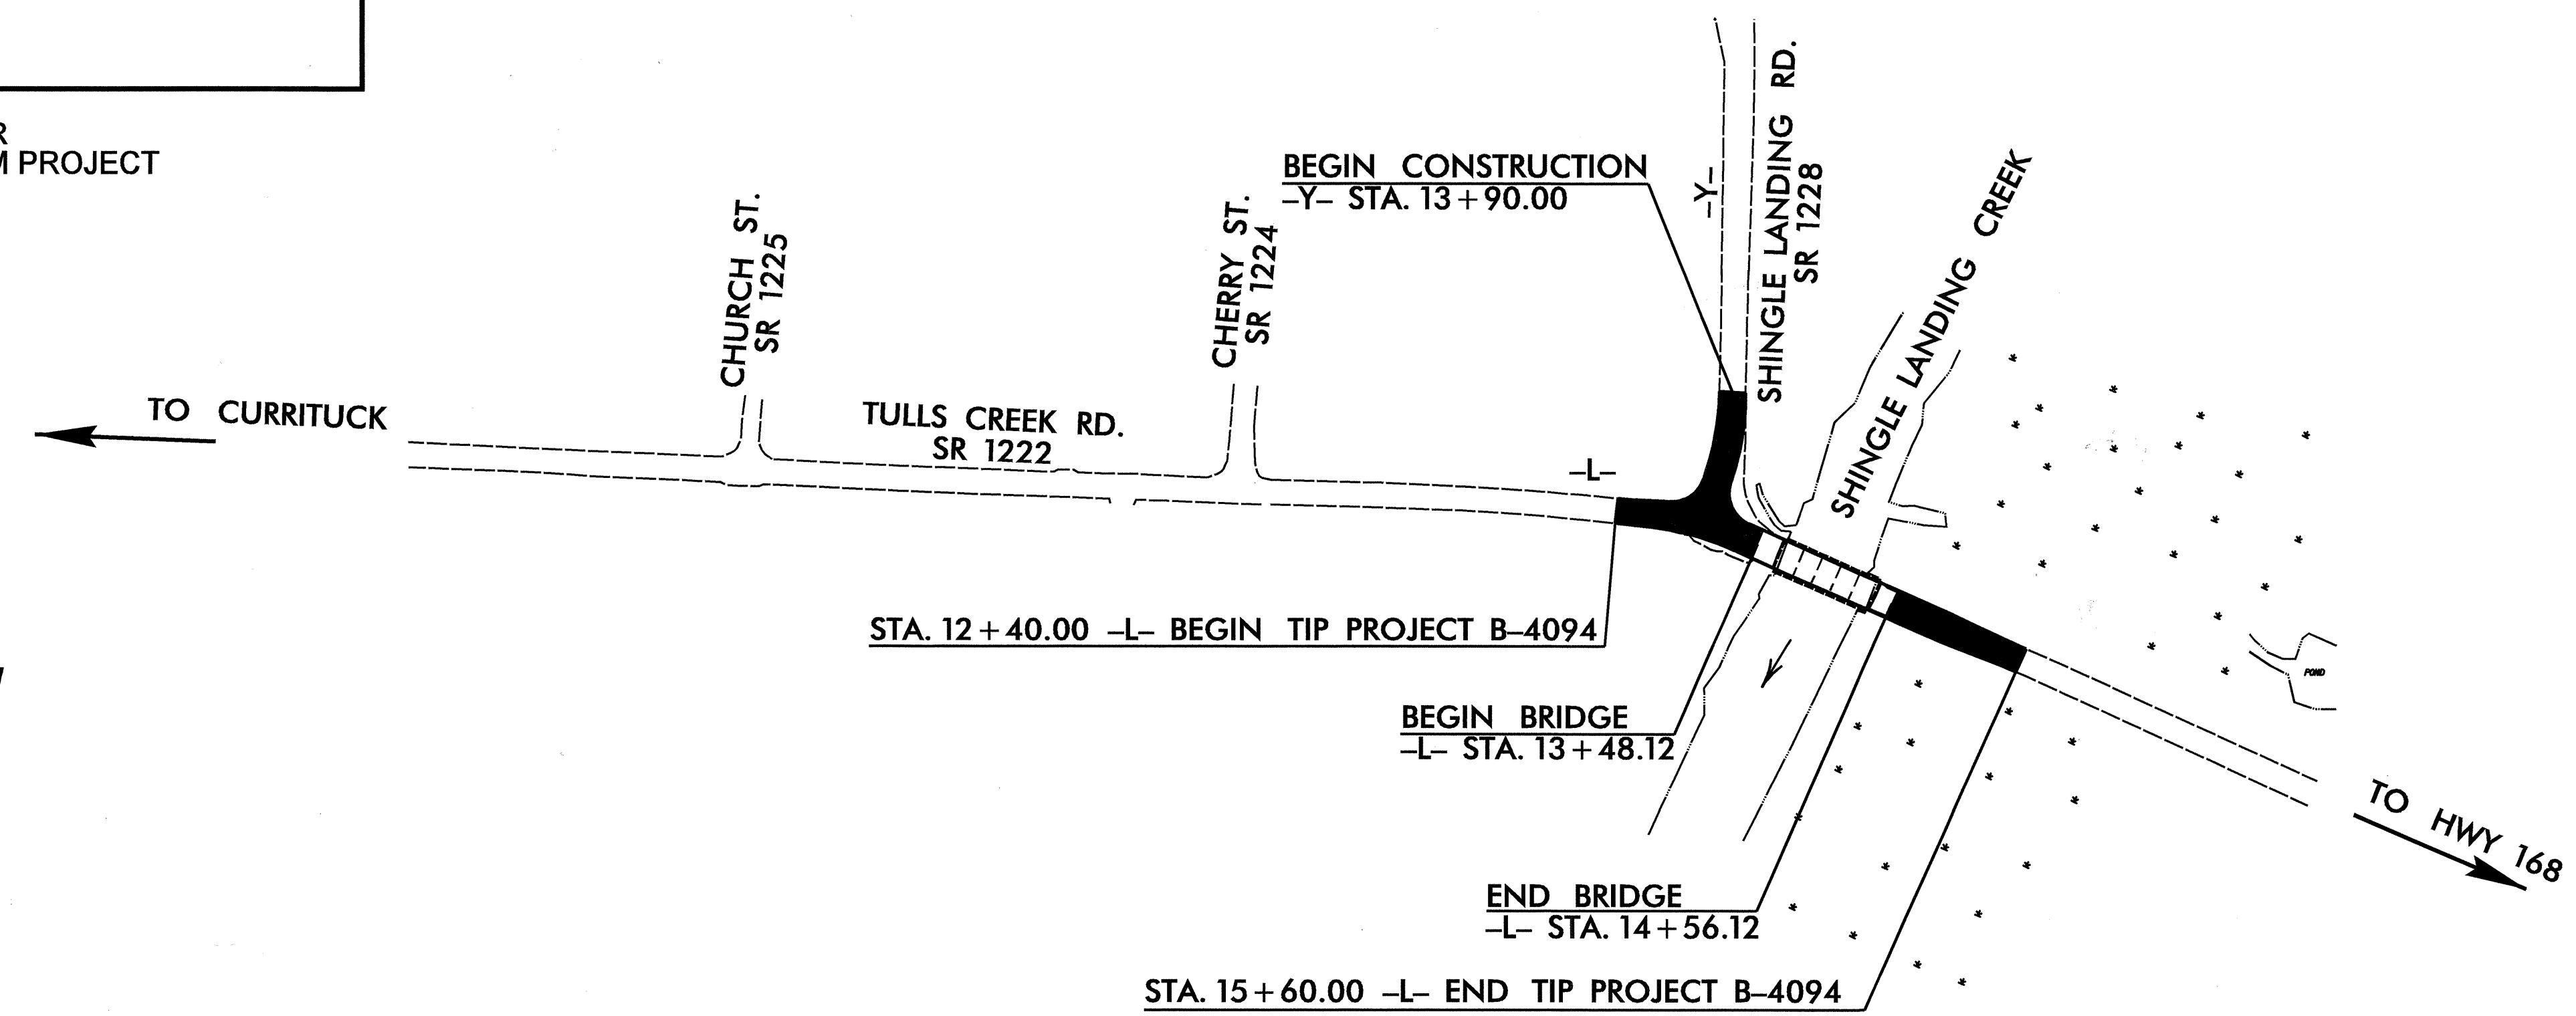 PROJECT
BEGIN CONSTRUCTION
–Y– STA. 13+90.00
–Y–
SHINGLE LANDING RD.
SR 1228
SHINGLE LANDING CREEK
CHURCH ST.
SR 1225
CHERRY ST.
SR 1224
TO CURRITUCK
TULLS CREEK RD.
SR 1222
–L–
STA. 12+40.00 –L– BEGIN TIP PROJECT B–4094
POND
BEGIN BRIDGE
–L– STA. 13+48.12
TO HWY 168
END BRIDGE
–L– STA. 14+56.12
STA. 15+60.00 –L– END TIP PROJECT B–4094